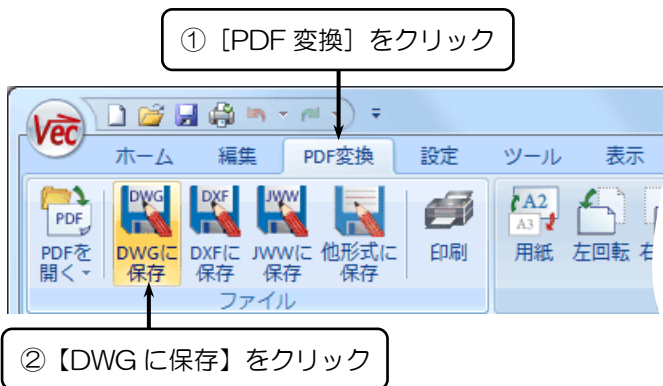 ① [PDF 変換] をクリック
Vec
ホーム 編集 PDF変換 設定 ツール 表示
PDF DWG DXF JWW A2
A3
PDFを DWGに DXFに JWWに 他形式に 印刷 用紙 左回転
開く 保存 保存 保存 保存
ファイル
②【DWG に保存】をクリック